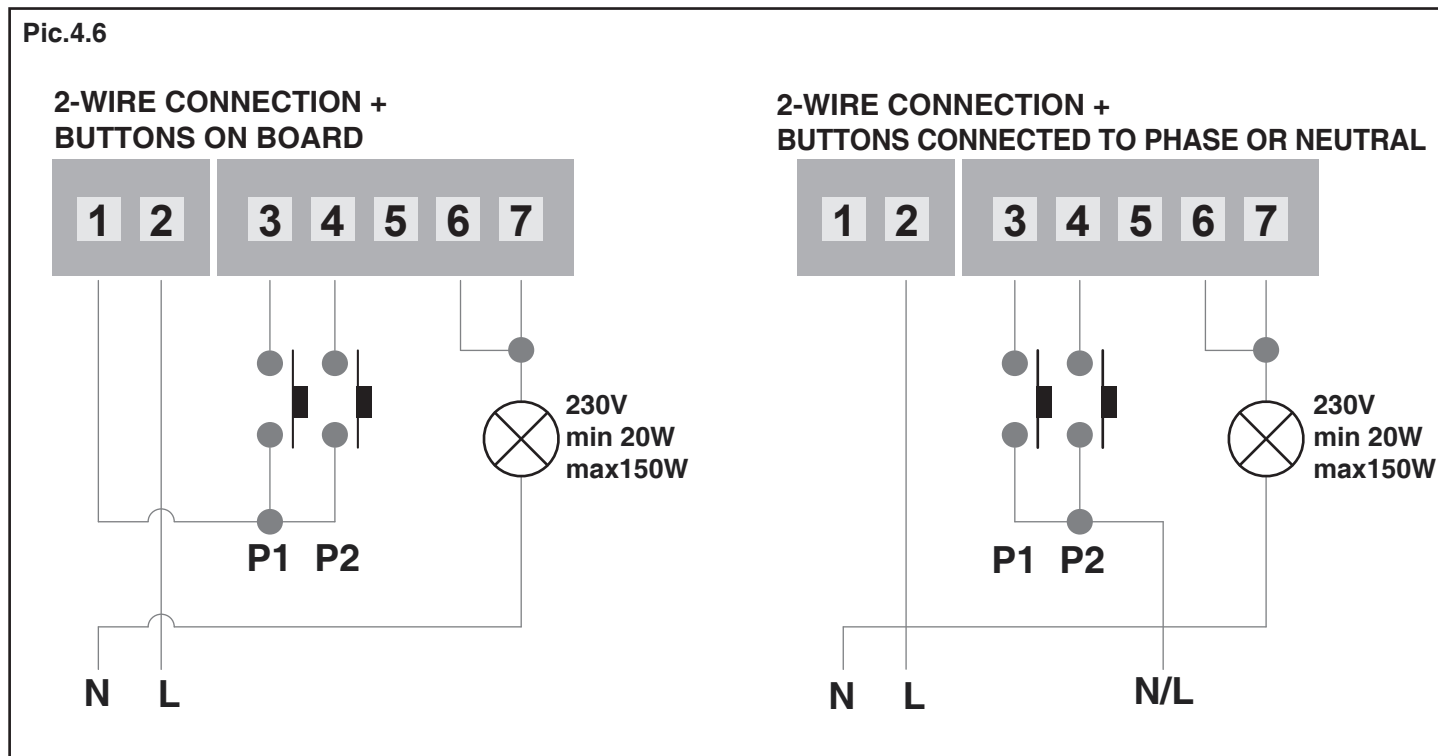 Pic.4.6
2-WIRE CONNECTION +
BUTTONS ON BOARD
1 2 3 4 5 6 7
230V
min 20W
max150W
P1 P2
N L
2-WIRE CONNECTION +
BUTTONS CONNECTED TO PHASE OR NEUTRAL
1 2 3 4 5 6 7
230V
min 20W
max150W
P1 P2
N L N/L